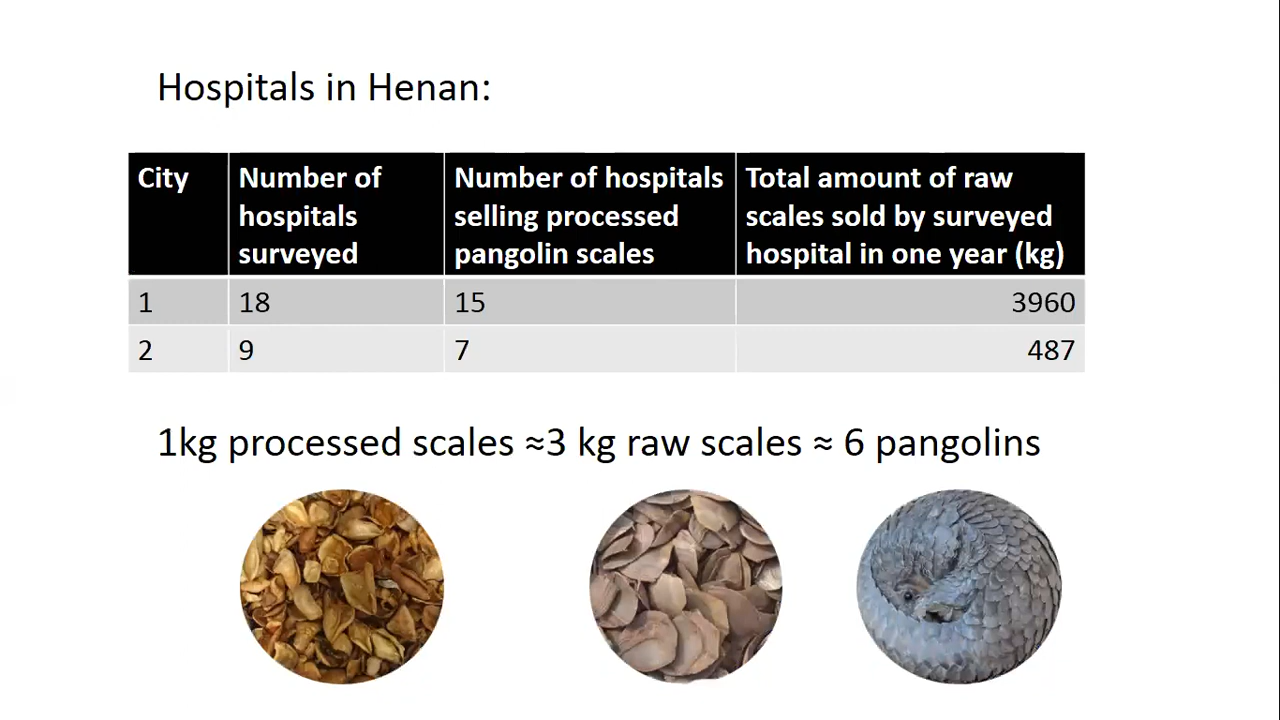 Hospitals in Henan:
City
Number of
hospitals
surveyed
Number of hospitals
selling processed
pangolin scales
Total amount of raw
scales sold by surveyed
hospital in one year (kg)
1 18 15 3960
2 9 7 487
1kg processed scales ≈3 kg raw scales ≈ 6 pangolins